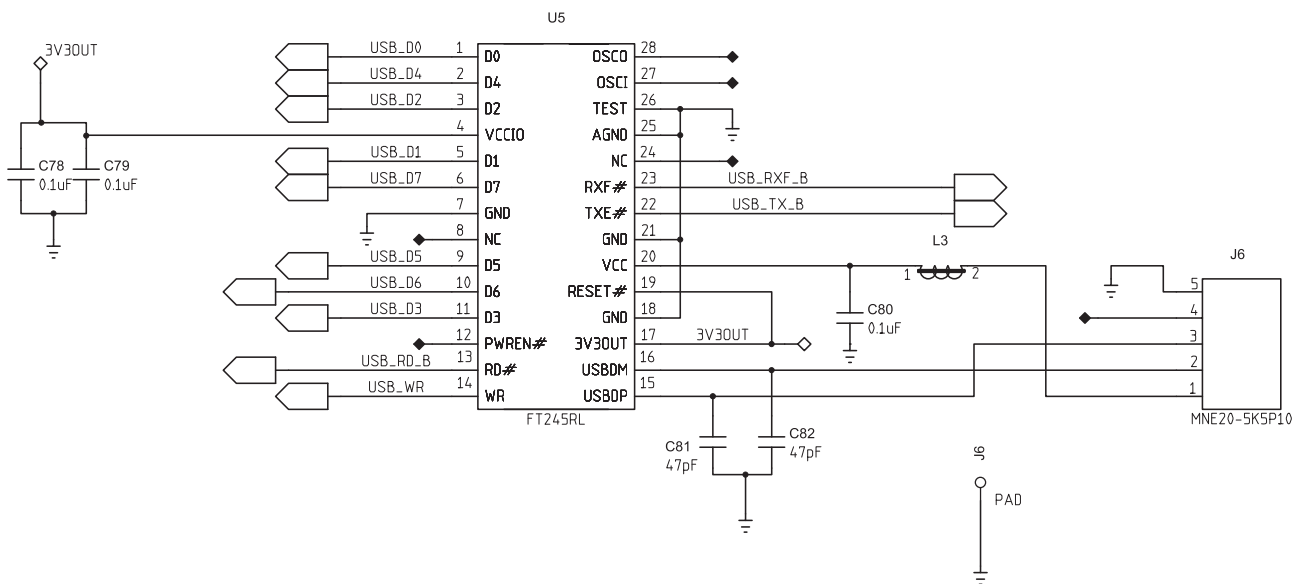 U5
3V3OUT
C78
0.1uF
C79
0.1uF
USB_D0 1 D0 OSCO 28
USB_D4 2 D4 OSCI 27
USB_D2 3 D2 TEST 26
4 VCCIO AGND 25
USB_D1 5 D1 NC 24
USB_D7 6 D7 RXF# 23 USB_RXF_B
7 GND TXE# 22 USB_TX_B
8 NC GND 21
USB_D5 9 D5 VCC 20
USB_D6 10 D6 RESET# 19
USB_D3 11 D3 GND 18
12 PWREN# 3V3OUT 17 3V3OUT
USB_RD_B 13 RD# USBDM 16
USB_WR 14 WR USBDP 15
FT245RL
L3
1 2
C80
0.1uF
J6
5
4
3
2
1
MNE20-5K5P10
C81
47pF
C82
47pF
J6
PAD